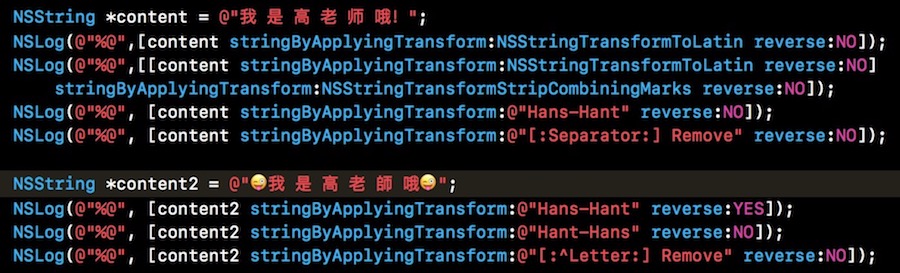 NSString *content = @"我 是 高 老 师 哦！";
NSLog(@"%@",[content stringByApplyingTransform:NSStringTransformToLatin reverse:NO]);
NSLog(@"%@",[[content stringByApplyingTransform:NSStringTransformToLatin reverse:NO]
stringByApplyingTransform:NSStringTransformStripCombiningMarks reverse:NO]);
NSLog(@"%@", [content stringByApplyingTransform:@"Hans-Hant" reverse:NO]);
NSLog(@"%@", [content stringByApplyingTransform:@"[:Separator:] Remove" reverse:NO]);
NSString *content2 = @"😜我 是 高 老 師 哦😜";
NSLog(@"%@", [content2 stringByApplyingTransform:@"Hans-Hant" reverse:YES]);
NSLog(@"%@", [content2 stringByApplyingTransform:@"Hant-Hans" reverse:NO]);
NSLog(@"%@", [content2 stringByApplyingTransform:@"[:^Letter:] Remove" reverse:NO]);